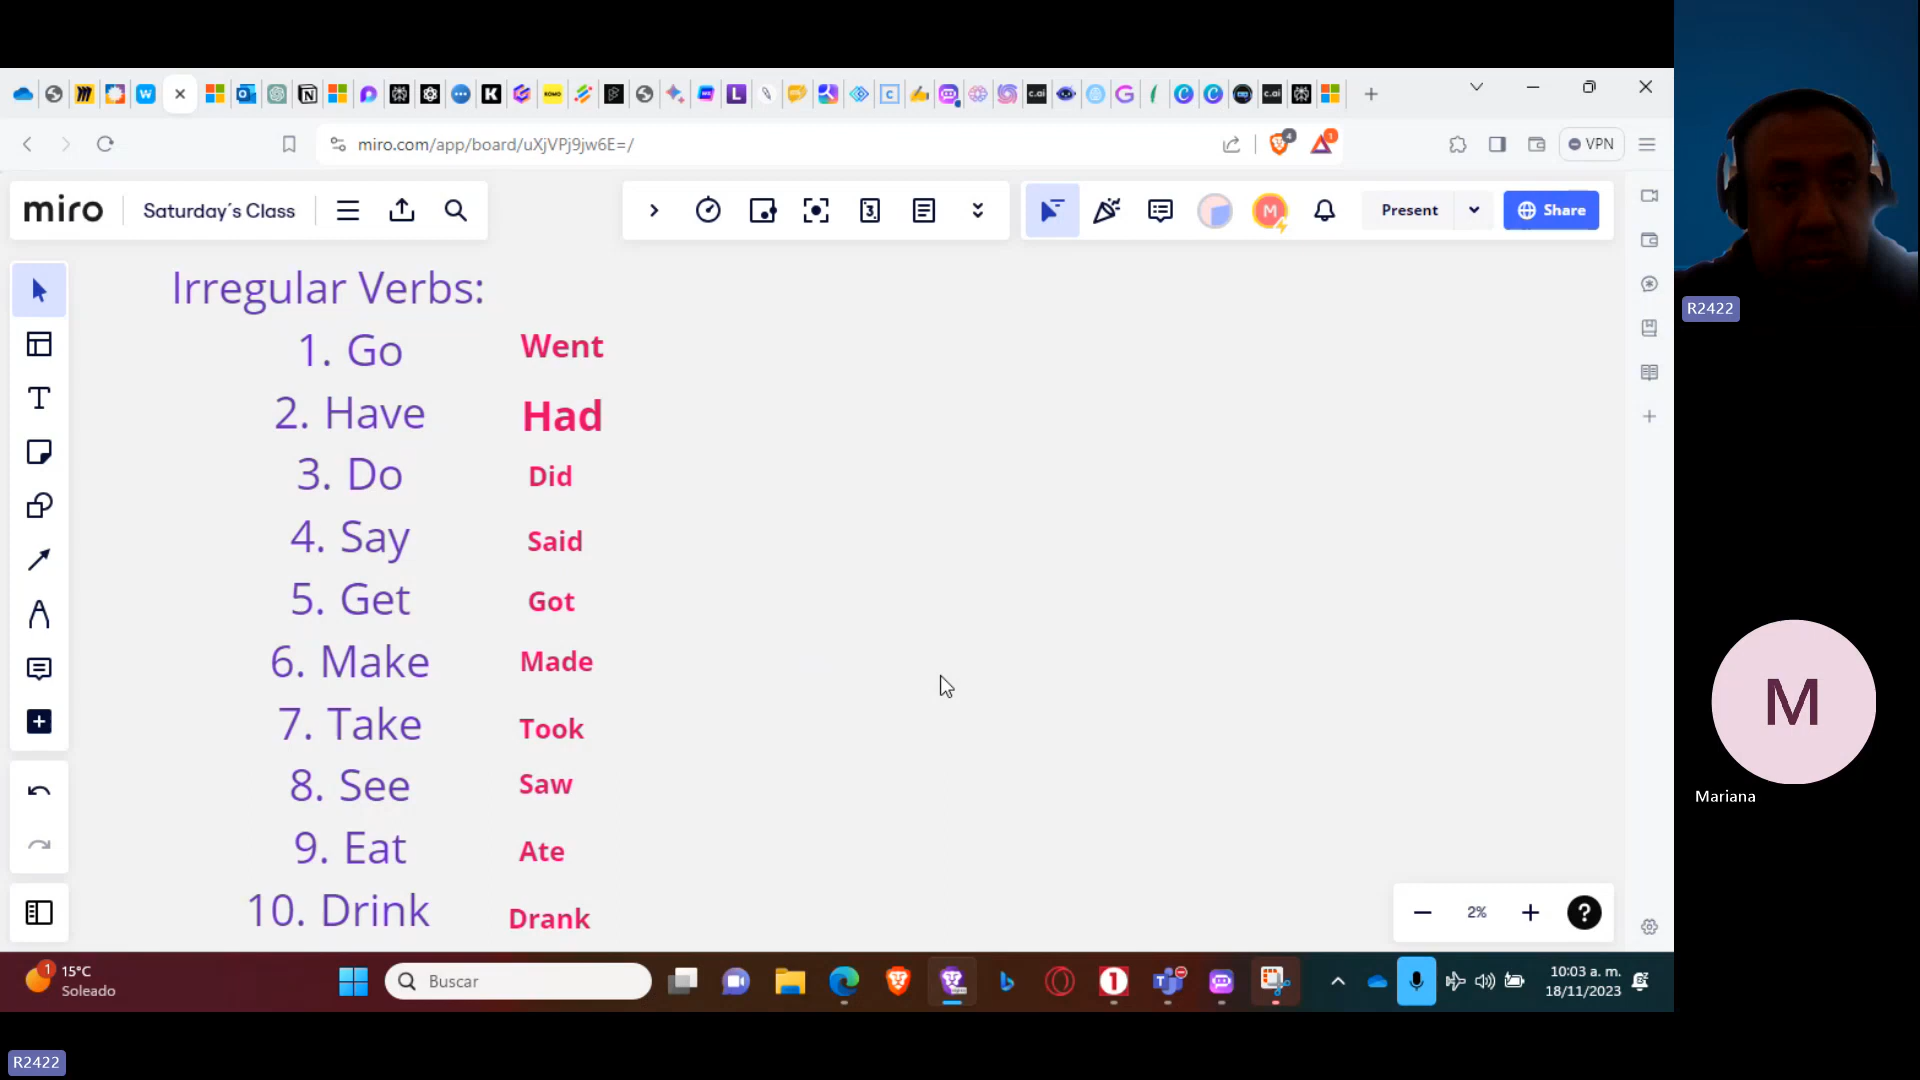 miro.com/app/board/uXjVPj9jw6E=/
VPN
miro
Saturday´s Class
Present
Share
Irregular Verbs:
1. Go Went
2. Have Had
3. Do Did
4. Say Said
5. Get Got
6. Make Made
7. Take Took
8. See Saw
9. Eat Ate
10. Drink Drank
2%
15°C
Soleado
Buscar
10:03 a. m.
18/11/2023
R2422
M
Mariana
R2422